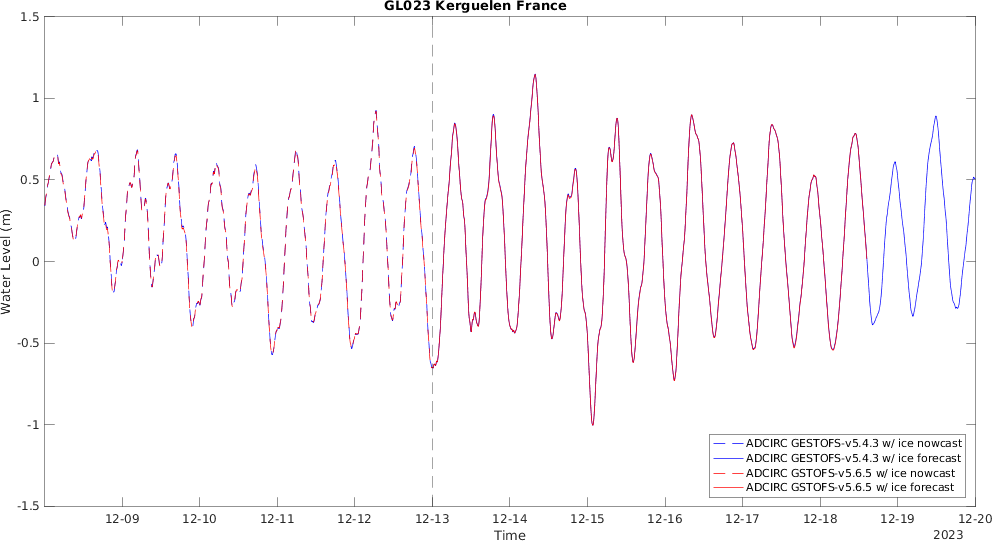 GL023 Kerguelen France
1.5
1
0.5
0
-0.5
-1
-1.5
Water Level (m)
12-09 12-10 12-11 12-12 12-13 12-14 12-15 12-16 12-17 12-18 12-19 12-20
Time
2023
ADCIRC GESTOFS-v5.4.3 w/ ice nowcast
ADCIRC GESTOFS-v5.4.3 w/ ice forecast
ADCIRC GSTOFS-v5.6.5 w/ ice nowcast
ADCIRC GSTOFS-v5.6.5 w/ ice forecast